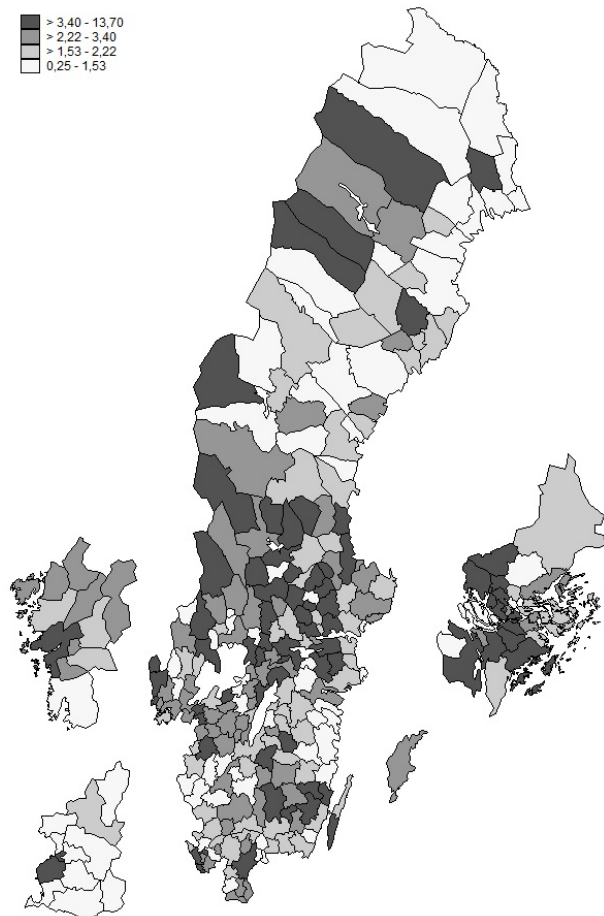 > 3,40 - 13,70
> 2,22 - 3,40
> 1,53 - 2,22
0,25 - 1,53